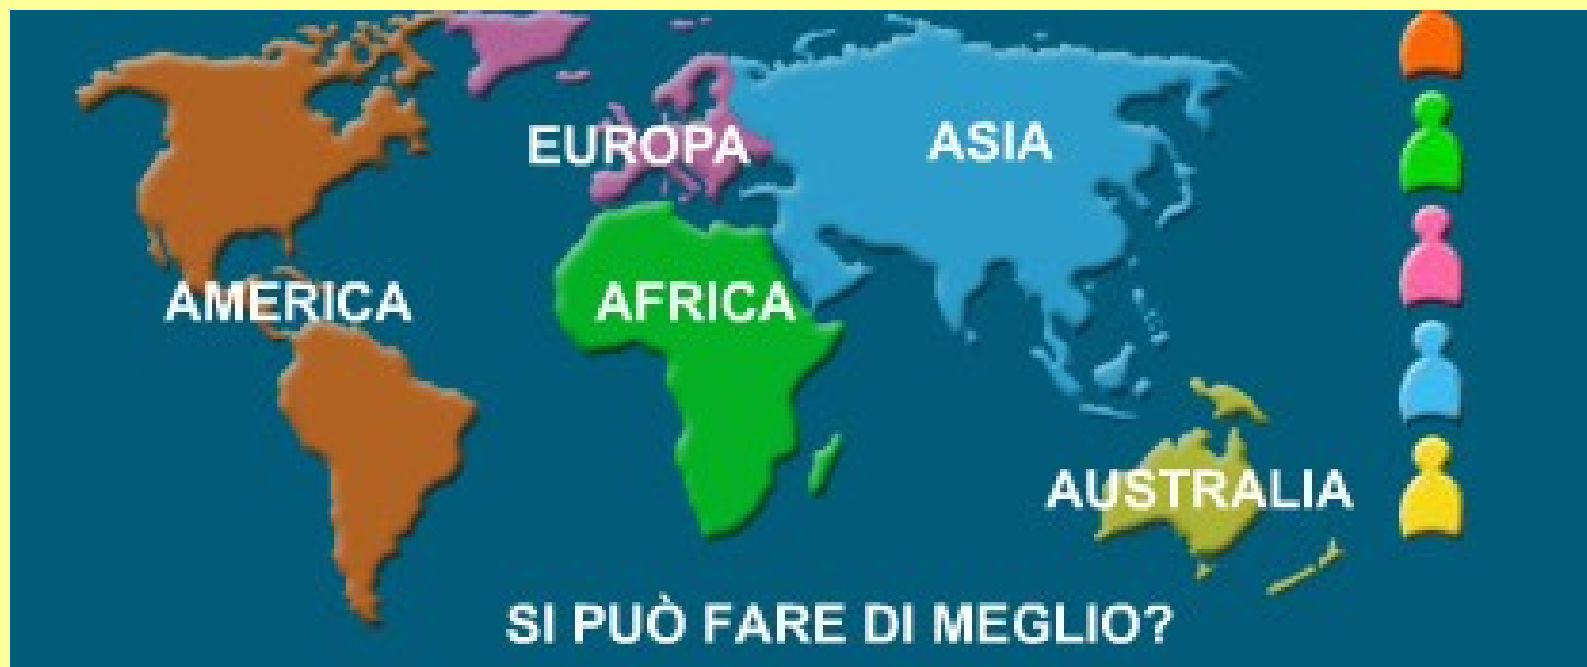 EUROPA
ASIA
AMERICA
AFRICA
AUSTRALIA
SI PUÒ FARE DI MEGLIO?